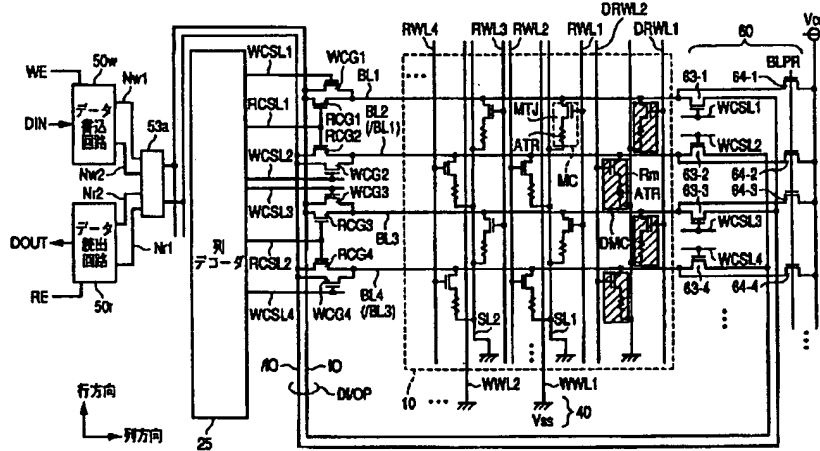 RWL4
RWL3
RWL2
RWL1
DRWL2
DRWL1
60
WCSL1
WCG1
BL1
BLPR
63-1
64-1
WE
50w
Nw1
データ
書込
回路
DIN
53a
RCSL1
RCG1
BL2
(/BL1)
RCG2
MTJ
ATR
WCSL1
WCSL2
Nw2
WCSL2
WCG2
MC
Rm
ATR
63-2
64-2
63-3
64-3
Nr2
WCG3
WCSL3
RCG3
BL3
DMC
WCSL3
データ
読出
回路
DOUT
Nr1
列
デコーダ
RCSL2
RCG4
WCSL4
RE
50r
WCSL4
WCG4
BL4
(/BL3)
63-4
64-4
SL2
SL1
/IO
IO
DI/OP
10
WWL2
WWL1
Vss
40
行方向
列方向
25